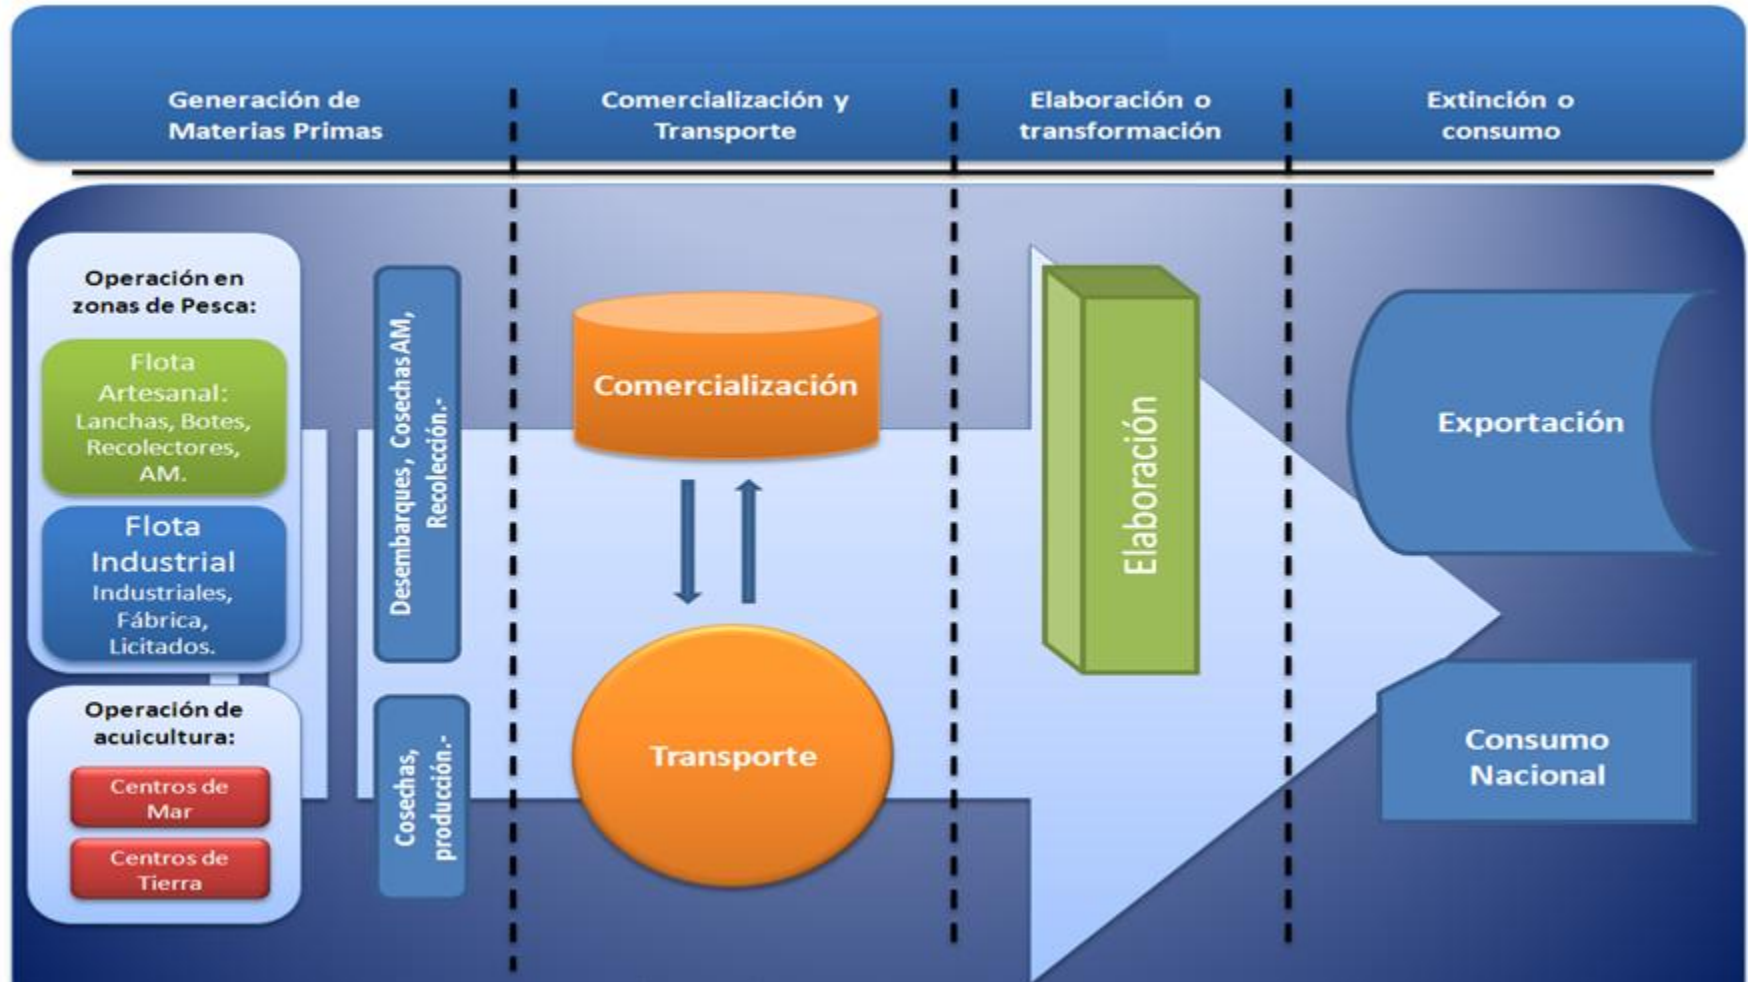 Generación de
Materias Primas
Comercialización y
Transporte
Elaboración o
transformación
Extinción o
consumo
Operación en
zonas de Pesca:
Flota
Artesanal:
Lanchas, Botes,
Recolectores,
AM.
Flota
Industrial
Industriales,
Fábrica,
Licitados.
Operación de
acuicultura:
Centros de
Mar
Centros de
Tierra
Desembarques, Cosechas AM,
Recolección.-
Cosechas,
producción.-
Comercialización
Transporte
Elaboración
Exportación
Consumo
Nacional